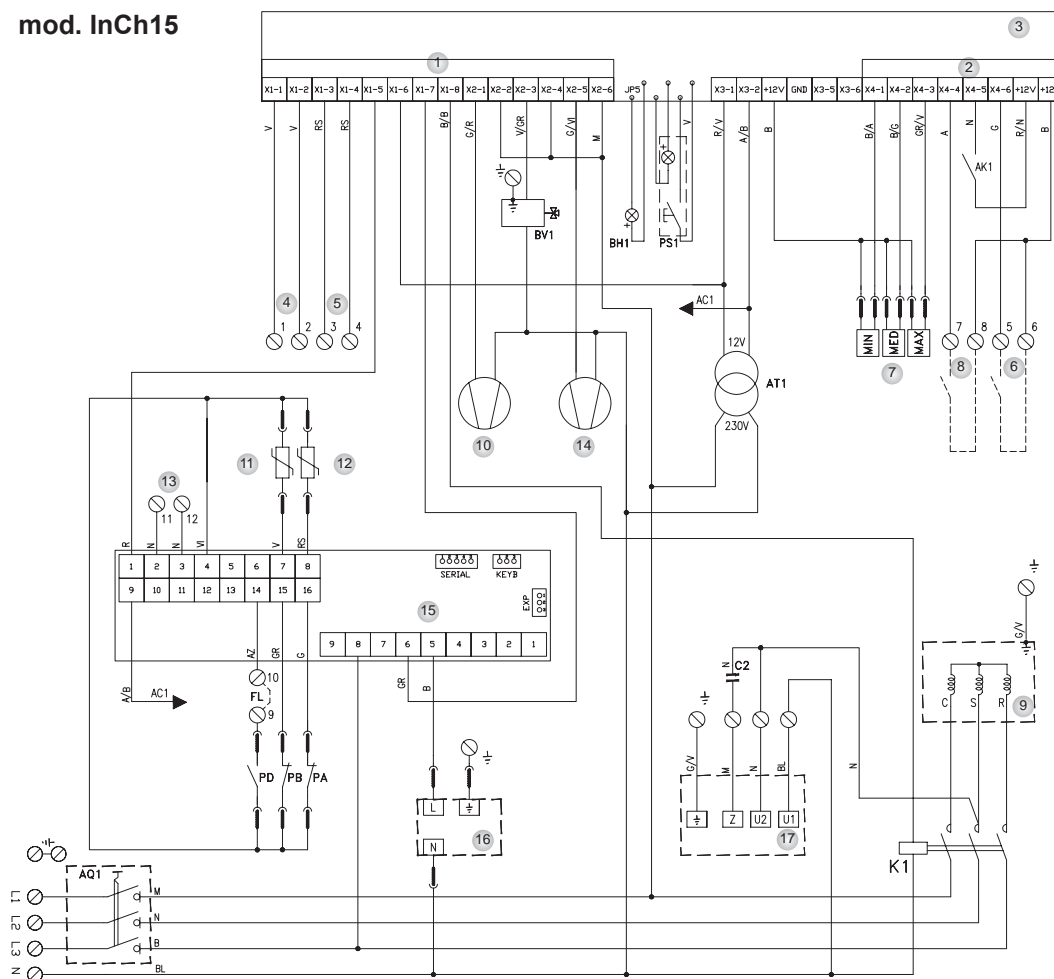 mod. InCh15
3
1
2
X1-1 X1-2 X1-3 X1-4 X1-5 X1-6 X1-7 X1-8 X2-1 X2-2 X2-3 X2-4 X2-5 X2-6 JP5 X3-1 X3-2 +12V GND X3-5 X3-6 X4-1 X4-2 X4-3 X4-4 X4-5 X4-6 +12V +12
V V RS RS B/B G/R V/GR G/VI M V R/V A/B B B/A B/G GR/V A N G R/N B
AK1
+
BV1 BH1 + PS1
AC1
4 5
1 2 3 4
12V
AT1
230V
MIN MED MAX
7
7 8 5 6
8 6
10 14
11 12
13
11 12
R N N VI V RS
1 2 3 4 5 6 7 8
9 10 11 12 13 14 15 16
SERIAL KEYB
EXP
15
9 8 7 6 5 4 3 2 1
A/B AC1
AZ GR G
10
FL
9
GR B
PD PB PA
L
N
16
N C2
G/V M N BL
Z U2 U1
17
N
G/V
C S R
9
K1
AQ1
L1 M
L2 N
L3 B
N BL